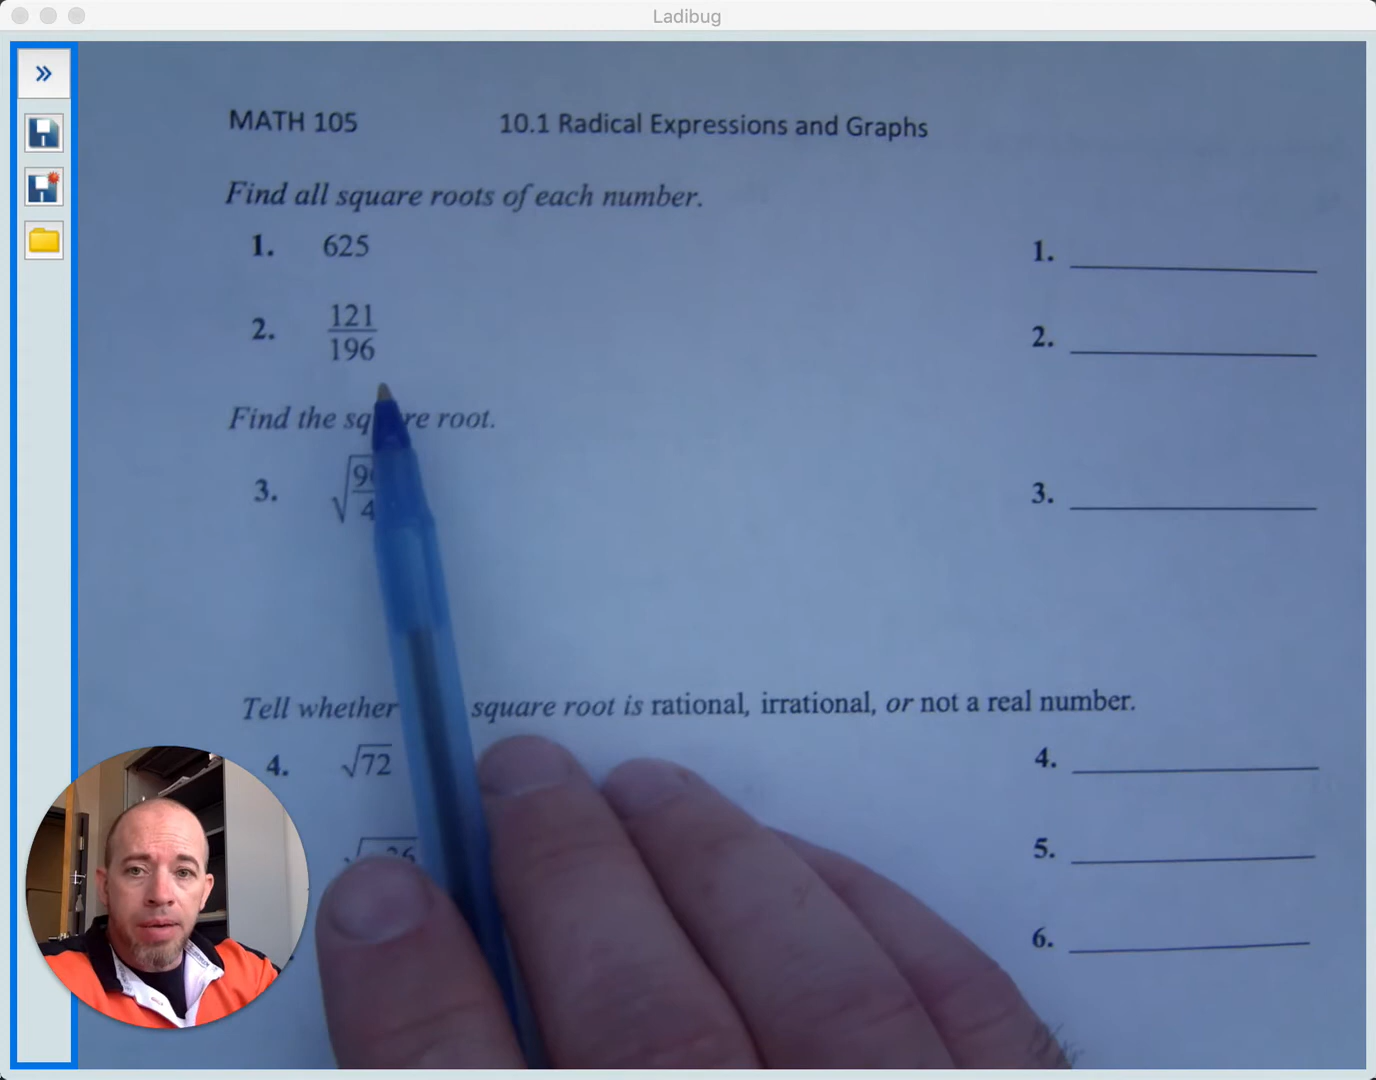 Ladibug
MATH 105 10.1 Radical Expressions and Graphs
Find all square roots of each number.
1. 625 1.
2. 121/196 2.
Find the square root.
3. 3.
Tell whether square root is rational, irrational, or not a real number.
4. √72 4.
5.
6.